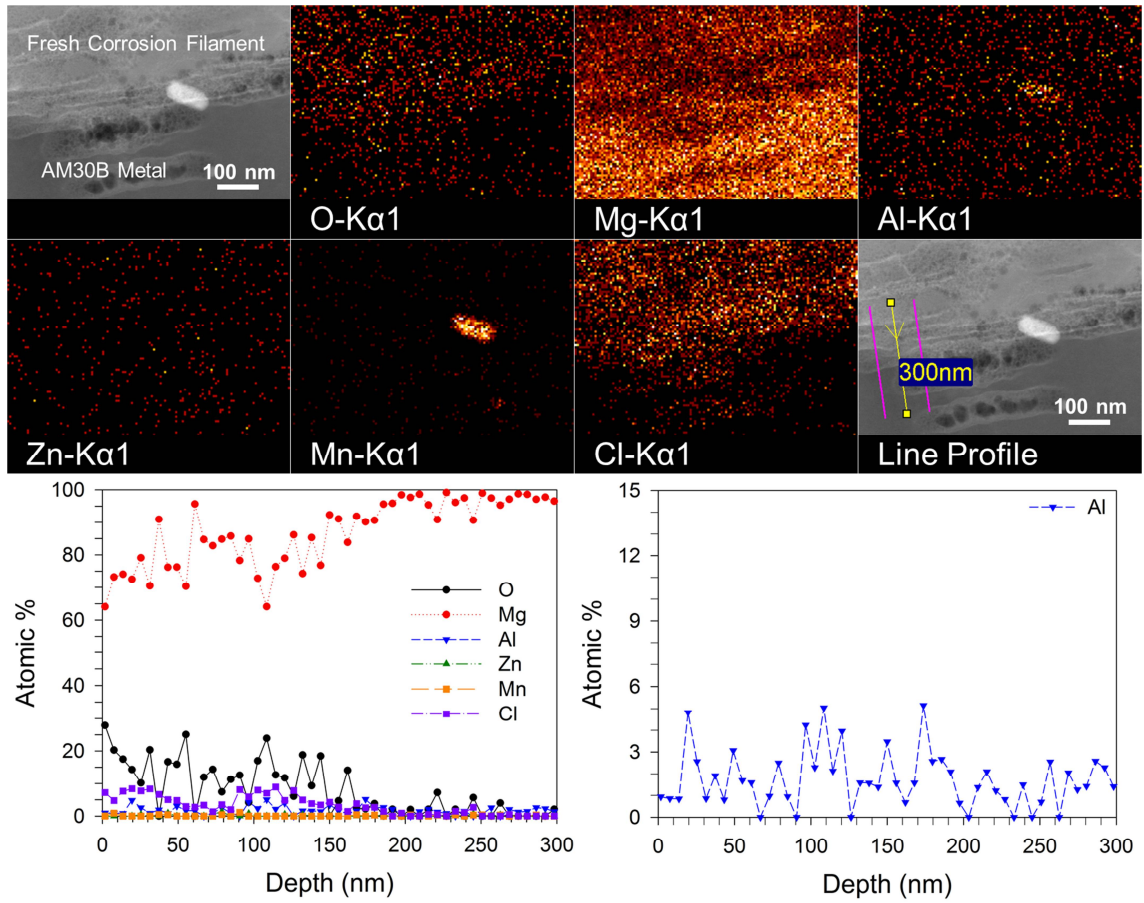 Fresh Corrosion Filament
AM30B Metal
100 nm
O-Kα1
Mg-Kα1
Al-Kα1
Zn-Kα1
Mn-Kα1
Cl-Kα1
300nm
100 nm
Line Profile
100
80
60
40
20
0
Atomic %
O
Mg
Al
Zn
Mn
Cl
0 50 100 150 200 250 300
Depth (nm)
15
12
9
6
3
0
Atomic %
Al
0 50 100 150 200 250 300
Depth (nm)